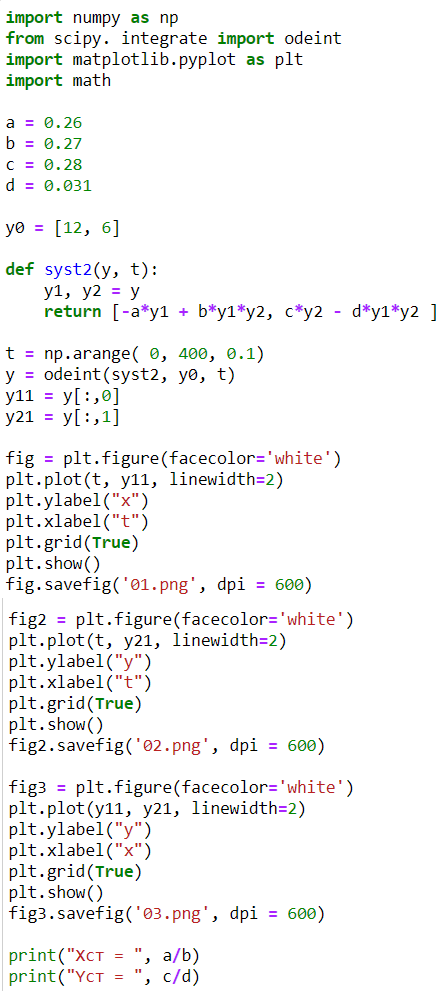 import numpy as np
from scipy. integrate import odeint
import matplotlib.pyplot as plt
import math

a = 0.26
b = 0.27
c = 0.28
d = 0.031

y0 = [12, 6]

def syst2(y, t):
    y1, y2 = y
    return [-a*y1 + b*y1*y2, c*y2 - d*y1*y2 ]

t = np.arange( 0, 400, 0.1)
y = odeint(syst2, y0, t)
y11 = y[:,0]
y21 = y[:,1]

fig = plt.figure(facecolor='white')
plt.plot(t, y11, linewidth=2)
plt.ylabel("x")
plt.xlabel("t")
plt.grid(True)
plt.show()
fig.savefig('01.png', dpi = 600)

fig2 = plt.figure(facecolor='white')
plt.plot(t, y21, linewidth=2)
plt.ylabel("y")
plt.xlabel("t")
plt.grid(True)
plt.show()
fig2.savefig('02.png', dpi = 600)

fig3 = plt.figure(facecolor='white')
plt.plot(y11, y21, linewidth=2)
plt.ylabel("y")
plt.xlabel("x")
plt.grid(True)
plt.show()
fig3.savefig('03.png', dpi = 600)

print("Xст = ", a/b)
print("Yст = ", c/d)